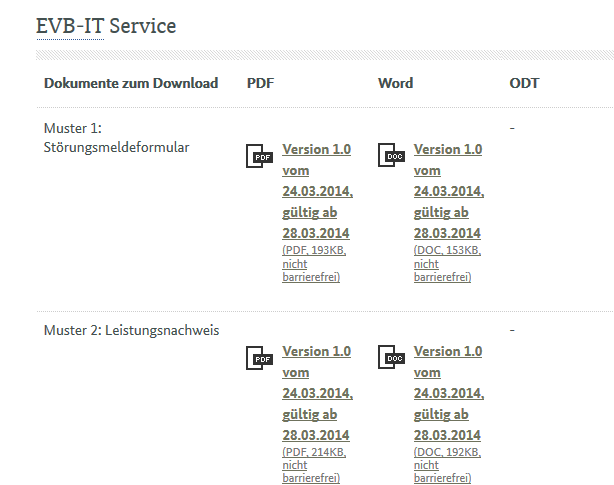 EVB-IT Service
Dokumente zum Download PDF Word ODT
Muster 1:
Störungsmeldeformular
PDF
Version 1.0
vom
24.03.2014,
gültig ab
28.03.2014
(PDF, 193KB,
nicht
barrierefrei)
DOC
Version 1.0
vom
24.03.2014,
gültig ab
28.03.2014
(DOC, 153KB,
nicht
barrierefrei)
-
Muster 2: Leistungsnachweis
PDF
Version 1.0
vom
24.03.2014,
gültig ab
28.03.2014
(PDF, 214KB,
nicht
barrierefrei)
DOC
Version 1.0
vom
24.03.2014,
gültig ab
28.03.2014
(DOC, 192KB,
nicht
barrierefrei)
-